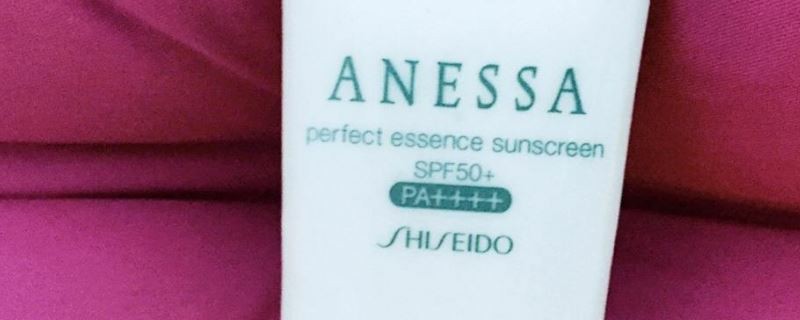 ANESSA
perfect essence sunscreen
SPF50+
PA++++
SHISEIDO